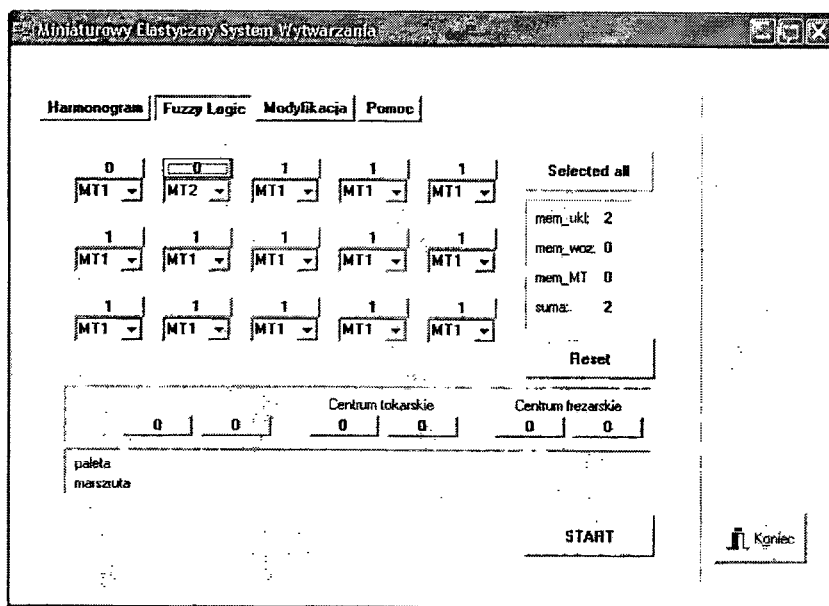 Miniaturowy Elastyczny System Wytwarzania
Harmonogram Fuzzy Logic Modyfikacja Pomoc
0 0 1 1 1
MT1 MT2 MT1 MT1 MT1
1 1 1 1 1
MT1 MT1 MT1 MT1 MT1
1 1 1 1 1
MT1 MT1 MT1 MT1 MT1
Selected all
mem_ukl: 2
mem_woz: 0
mem_MT 0
suma: 2
Reset
Centrum tokarskie Centrum frezarskie
0 0 0 0 0 0
paleta
marszruta
START
Koniec